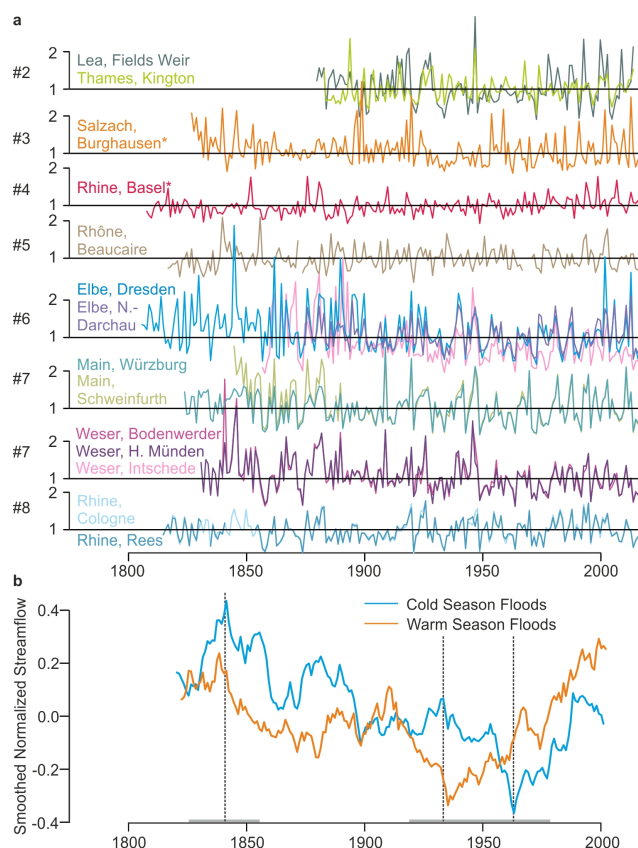 a
#2
2
1
Lea, Fields Weir
Thames, Kington
#3
2
1
Salzach,
Burghausen*
#4
2
1
Rhine, Basel*
#5
2
1
Rhône,
Beaucaire
#6
2
1
Elbe, Dresden
Elbe, N.-
Darchau
#7
2
1
Main, Würzburg
Main,
Schweinfurth
#7
2
1
Weser, Bodenwerder
Weser, H. Münden
Weser, Intschede
#8
2
1
Rhine,
Cologne
Rhine, Rees
1800 1850 1900 1950 2000
b
Smoothed Normalized Streamflow
0.4
0.2
0.0
-0.2
-0.4
Cold Season Floods
Warm Season Floods
1800 1850 1900 1950 2000